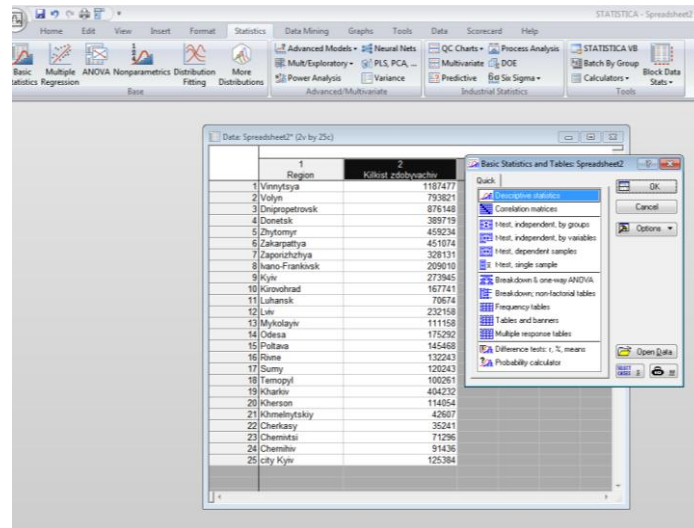 STATISTICA - Spreadsheet2
Home Edit View Insert Format Statistics Data Mining Graphs Tools Data Scorecard Help
Basic Statistics
Multiple Regression
ANOVA
Nonparametrics
Distribution Fitting
More Distributions
Base
Advanced Models
Neural Nets
Mult/Exploratory
PLS, PCA, ...
Power Analysis
Variance
Advanced/Multivariate
QC Charts
Process Analysis
Multivariate
DOE
Predictive
Six Sigma
Industrial Statistics
STATISTICA VB
Batch By Group
Calculators
Block Data Stats
Tools
Data: Spreadsheet2* (2v by 25c)
1 2
Region Kilkist zdobyvachiv
1 Vinnytsya 1187477
2 Volyn 793821
3 Dnipropetrovsk 876148
4 Donetsk 389719
5 Zhytomyr 459234
6 Zakarpattya 451074
7 Zaporizhzhya 328131
8 Ivano-Frankivsk 209010
9 Kyiv 273945
10 Kirovohrad 167741
11 Luhansk 70674
12 Lviv 232158
13 Mykolayiv 111158
14 Odesa 175292
15 Poltava 145468
16 Rivne 132243
17 Sumy 120243
18 Ternopyl 100261
19 Kharkiv 404232
20 Kherson 114054
21 Khmelnytskiy 42607
22 Cherkasy 35241
23 Chernivtsi 71296
24 Chernihiv 91436
25 city Kyiv 125384
Basic Statistics and Tables: Spreadsheet2
Quick
Descriptive statistics
Correlation matrices
t-test, independent, by groups
t-test, independent, by variables
t-test, dependent samples
t-test, single sample
Breakdown & one-way ANOVA
Breakdown; non-factorial tables
Frequency tables
Tables and banners
Multiple response tables
Difference tests: r, %, means
Probability calculator
OK
Cancel
Options
Open Data
SELECT CASES S
W